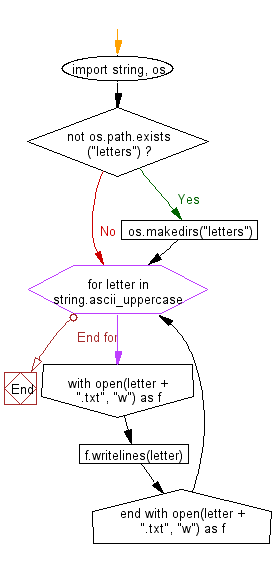 import string, os
not os.path.exists
("letters") ?
Yes
No
os.makedirs("letters")
for letter in
string.ascii_uppercase
End for
End
with open(letter +
".txt", "w") as f
f.writelines(letter)
end with open(letter +
".txt", "w") as f